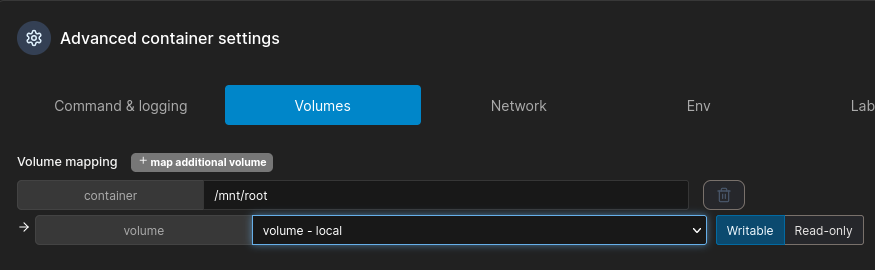 Advanced container settings
Command & logging Volumes Network Env Lab
Volume mapping + map additional volume
container /mnt/root
→ volume volume - local Writable Read-only